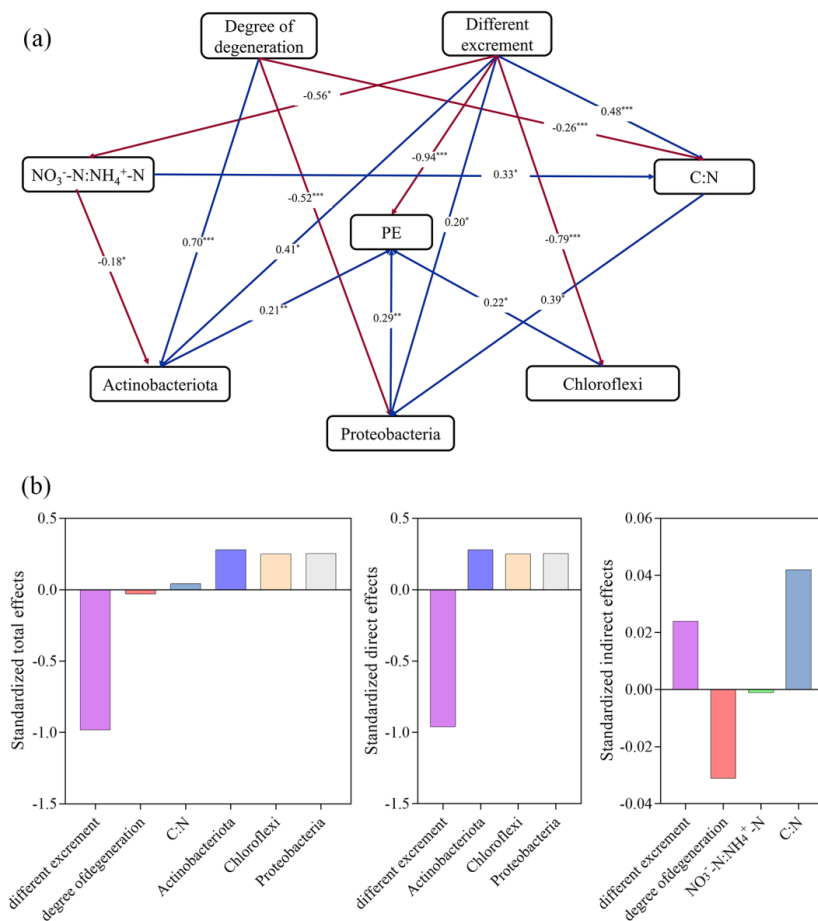 (a)
Degree of
degeneration
Different
excrement
-0.56*
0.48***
-0.26***
-0.94***
NO₃⁻-N:NH₄⁺-N
0.33*
C:N
-0.52***
0.20*
PE
-0.79***
0.70***
0.41*
-0.18*
0.21**
0.29**
0.22*
0.39*
Actinobacteriota
Chloroflexi
Proteobacteria
(b)
Standardized total effects
0.5
0.0
-0.5
-1.0
-1.5
different excrement
degree ofdegeneration
C:N
Actinobacteriota
Chloroflexi
Proteobacteria
Standardized direct effects
0.5
0.0
-0.5
-1.0
-1.5
different excrement
Actinobacteriota
Chloroflexi
Proteobacteria
Standardized indirect effects
0.06
0.04
0.02
0.00
-0.02
-0.04
different excrement
degree ofdegeneration
NO₃⁻-N:NH₄⁺-N
C:N